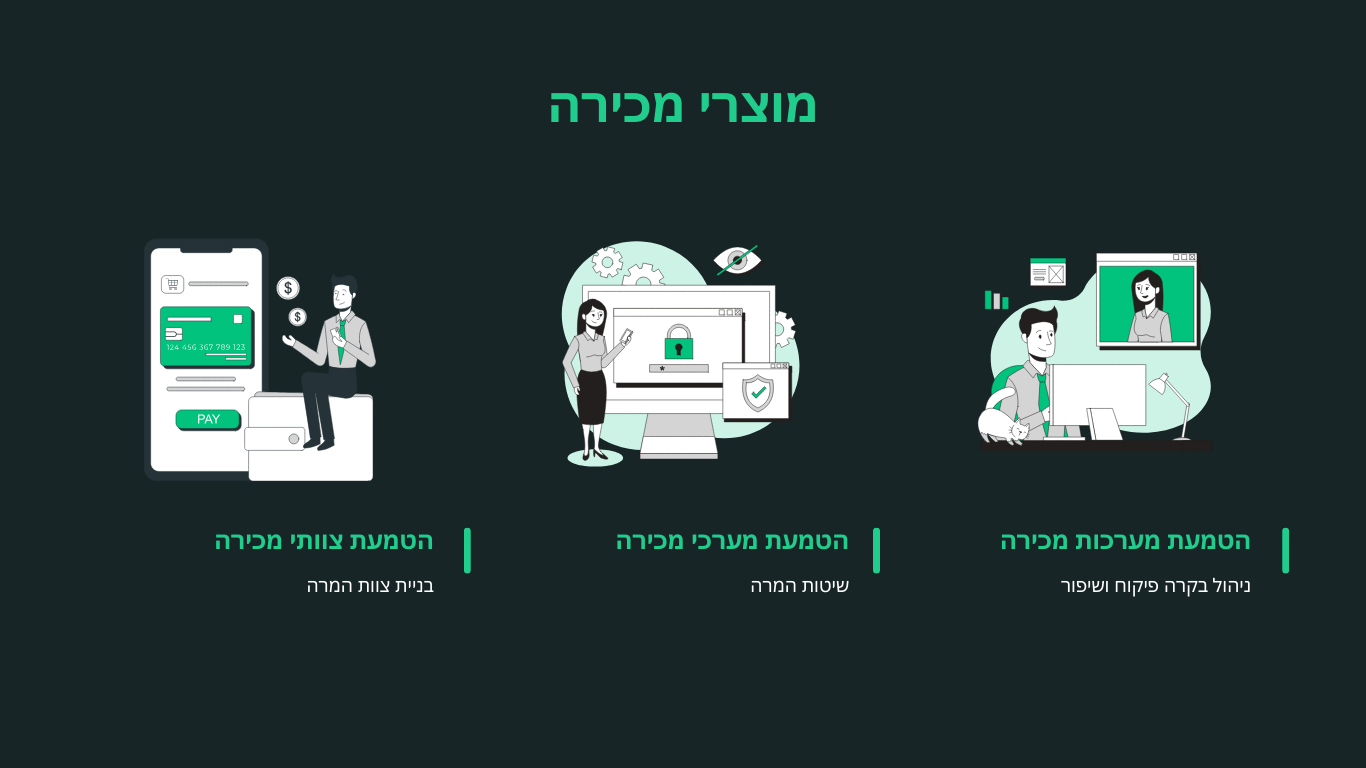 מוצרי מכירה
הטמעת מערכות מכירה
ניהול בקרה פיקוח ושיפור
הטמעת מערכי מכירה
שיטות המרה
הטמעת צוותי מכירה
בניית צוות המרה
$
$
124 456 367 789 123
PAY
*